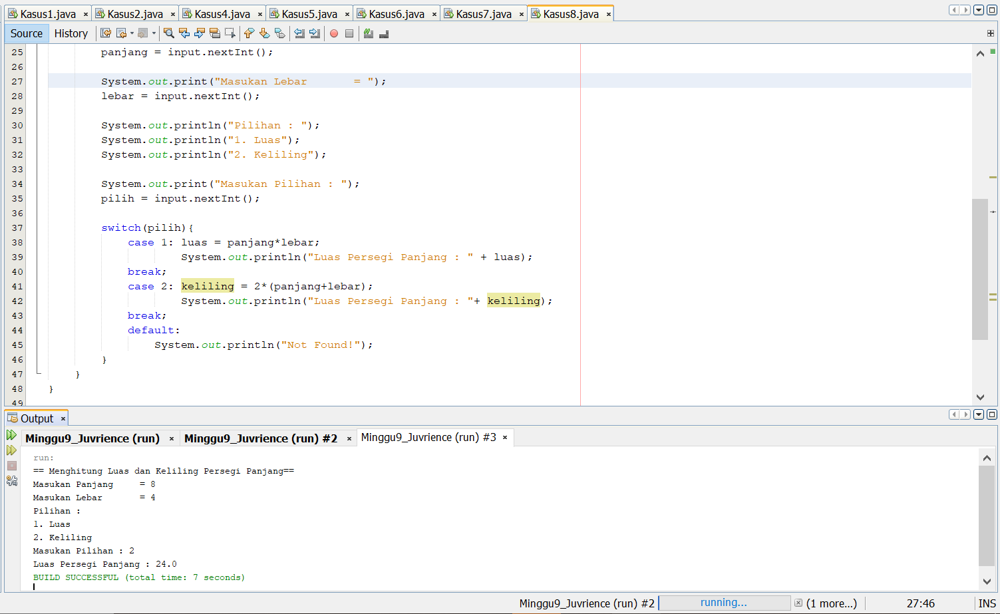 Kasus1.java × Kasus2.java × Kasus4.java × Kasus5.java × Kasus6.java × Kasus7.java × Kasus8.java ×
Source History
25 panjang = input.nextInt();
26
27 System.out.print("Masukan Lebar       = ");
28 lebar = input.nextInt();
29
30 System.out.println("Pilihan : ");
31 System.out.println("1. Luas");
32 System.out.println("2. Keliling");
33
34 System.out.print("Masukan Pilihan : ");
35 pilih = input.nextInt();
36
37 switch(pilih){
38 case 1: luas = panjang*lebar;
39 System.out.println("Luas Persegi Panjang : " + luas);
40 break;
41 case 2: keliling = 2*(panjang+lebar);
42 System.out.println("Luas Persegi Panjang : "+ keliling);
43 break;
44 default:
45 System.out.println("Not Found!");
46 }
47 }
48 }
49
Output ×
Minggu9_Juvrience (run) × Minggu9_Juvrience (run) #2 × Minggu9_Juvrience (run) #3 ×
run:
== Menghitung Luas dan Keliling Persegi Panjang==
Masukan Panjang     = 8
Masukan Lebar       = 4
Pilihan :
1. Luas
2. Keliling
Masukan Pilihan : 2
Luas Persegi Panjang : 24.0
BUILD SUCCESSFUL (total time: 7 seconds)
Minggu9_Juvrience (run) #2 running... (1 more...) 27:46 INS